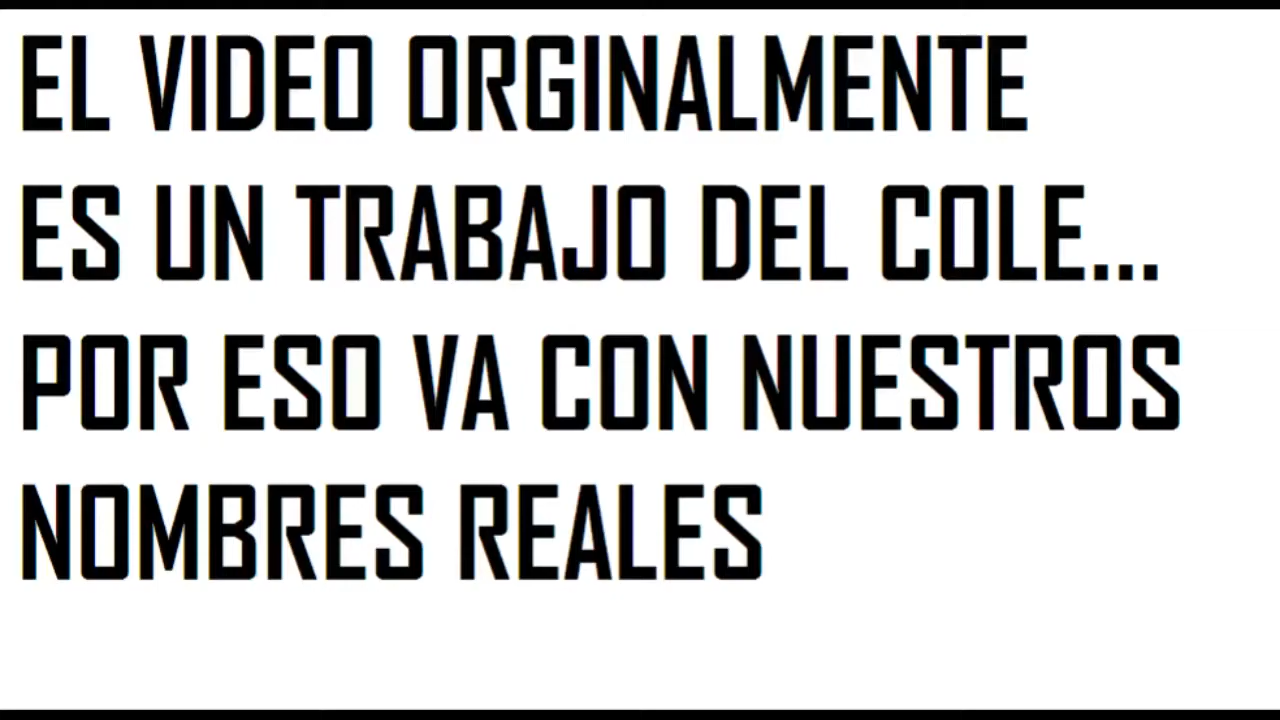 EL VIDEO ORGINALMENTE
ES UN TRABAJO DEL COLE...
POR ESO VA CON NUESTROS
NOMBRES REALES